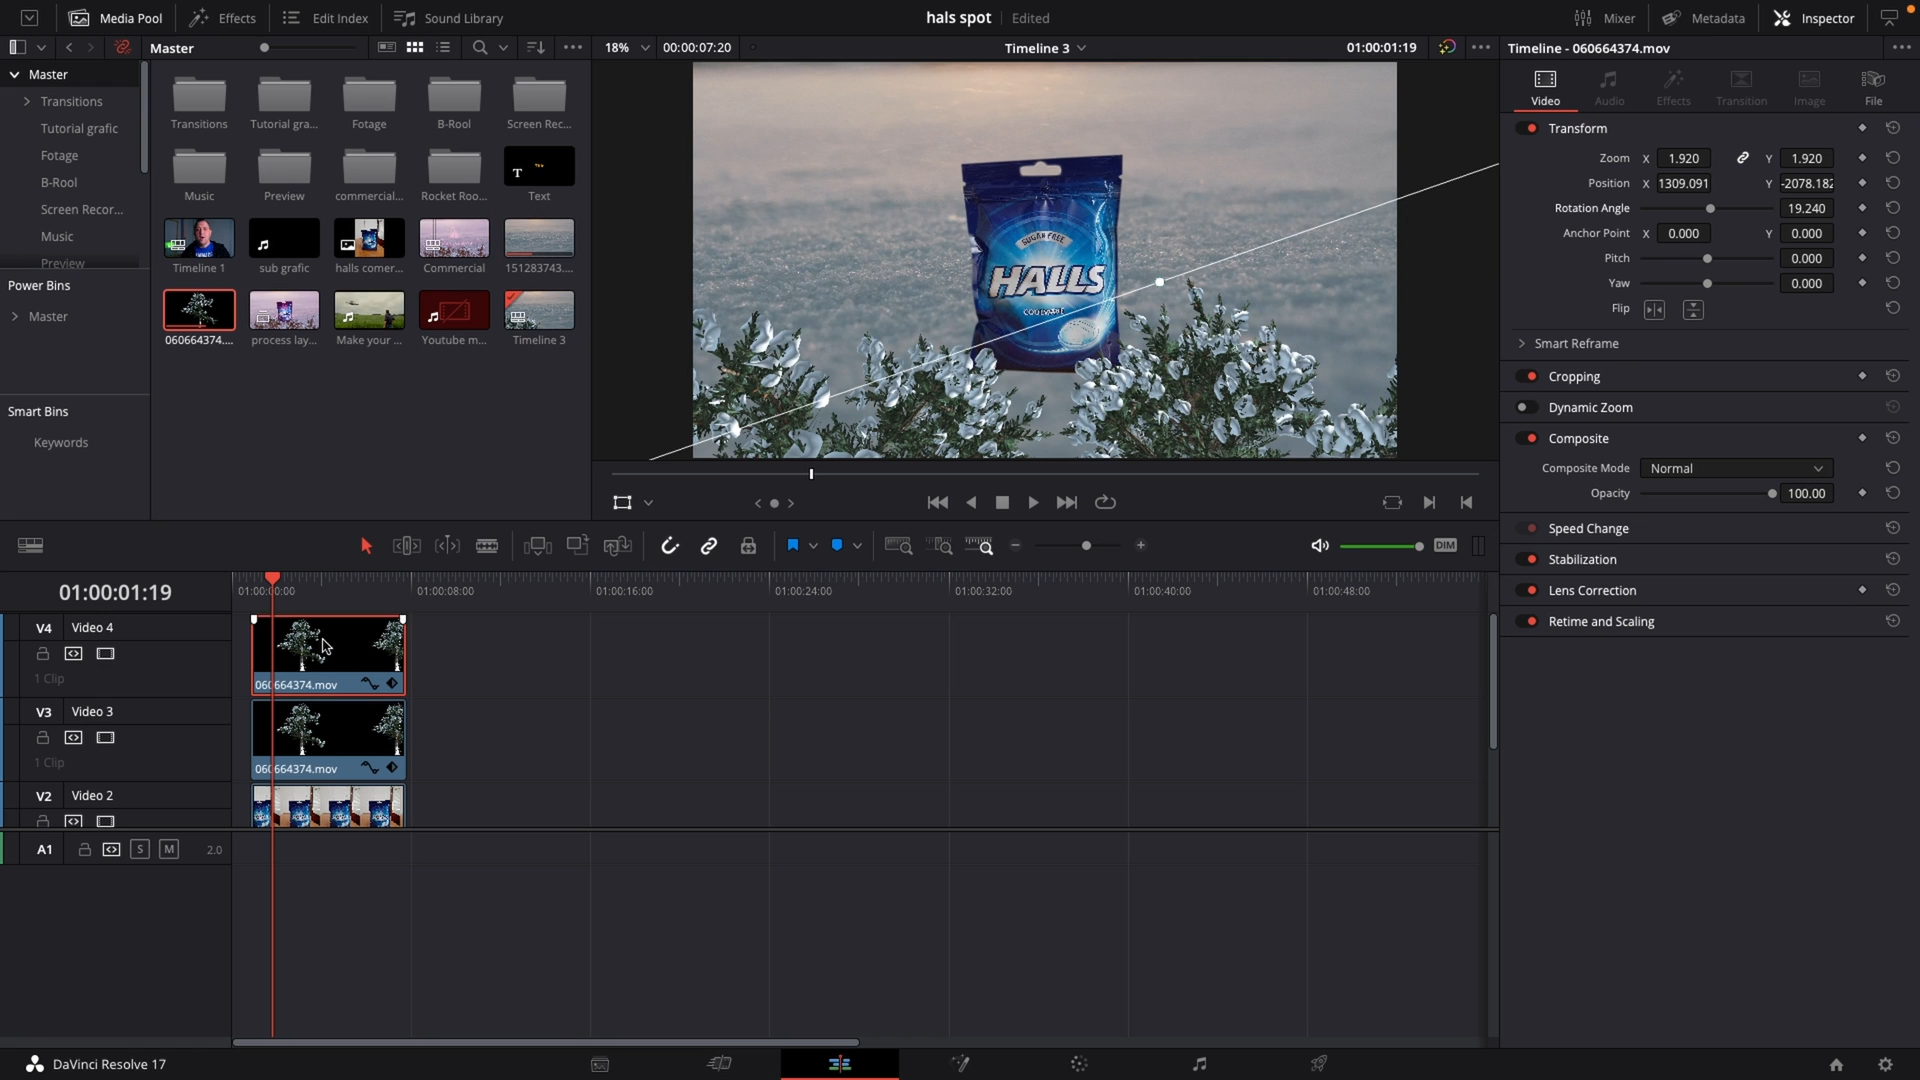 Media Pool
Effects
Edit Index
Sound Library
hals spot
Edited
Mixer
Metadata
Inspector
Master
18%
00:00:07:20
Timeline 3
01:00:01:19
Timeline - 060664374.mov
Master
Transitions
Tutorial grafic
Fotage
B-Rool
Screen Recor...
Music
Preview
Power Bins
Master
Smart Bins
Keywords
Transitions
Tutorial gra...
Fotage
B-Rool
Screen Rec...
Music
Preview
commercial...
Rocket Roo...
T
Text
Timeline 1
sub grafic
halls comer...
Commercial
151283743....
060664374....
process lay...
Make your ...
Youtube m...
Timeline 3
SUGAR FREE
HALLS
COOLWAVE
Video
Audio
Effects
Transition
Image
File
Transform
Zoom X 1.920 Y 1.920
Position X 1309.091 Y -2078.182
Rotation Angle 19.240
Anchor Point X 0.000 Y 0.000
Pitch 0.000
Yaw 0.000
Flip
Smart Reframe
Cropping
Dynamic Zoom
Composite
Composite Mode Normal
Opacity 100.00
Speed Change
Stabilization
Lens Correction
Retime and Scaling
DIM
01:00:01:19
01:00:00:00
01:00:08:00
01:00:16:00
01:00:24:00
01:00:32:00
01:00:40:00
01:00:48:00
V4 Video 4
1 Clip
060664374.mov
V3 Video 3
1 Clip
060664374.mov
V2 Video 2
A1 S M 2.0
DaVinci Resolve 17